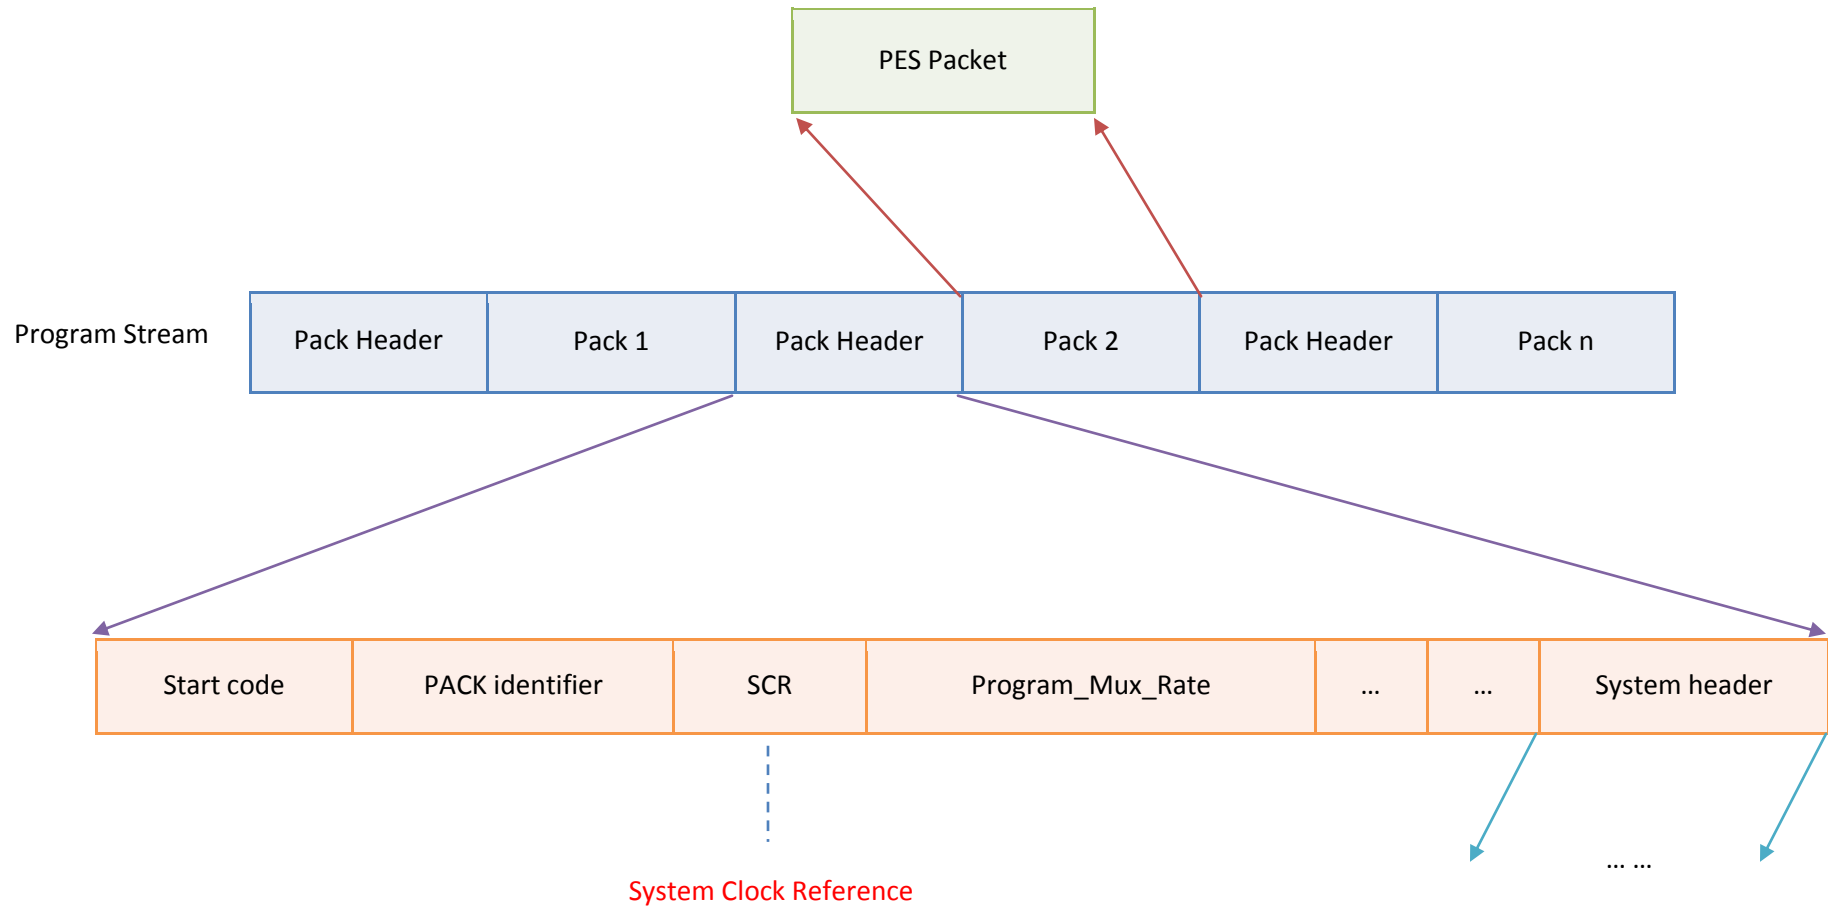 PES Packet
Program Stream
Pack Header
Pack 1
Pack Header
Pack 2
Pack Header
Pack n
Start code
PACK identifier
SCR
Program_Mux_Rate
...
...
System header
... ...
System Clock Reference